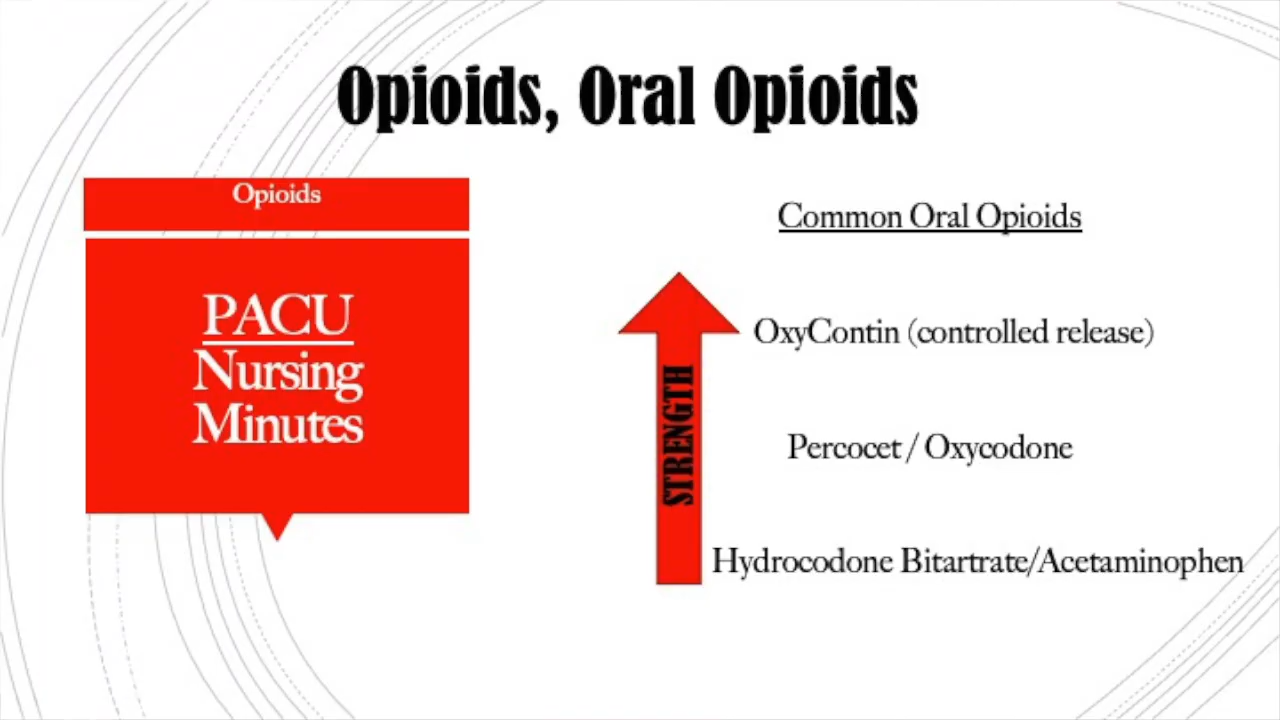 Opioids, Oral Opioids
Opioids
PACU
Nursing
Minutes
Common Oral Opioids
STRENGTH
OxyContin (controlled release)
Percocet / Oxycodone
Hydrocodone Bitartrate/Acetaminophen